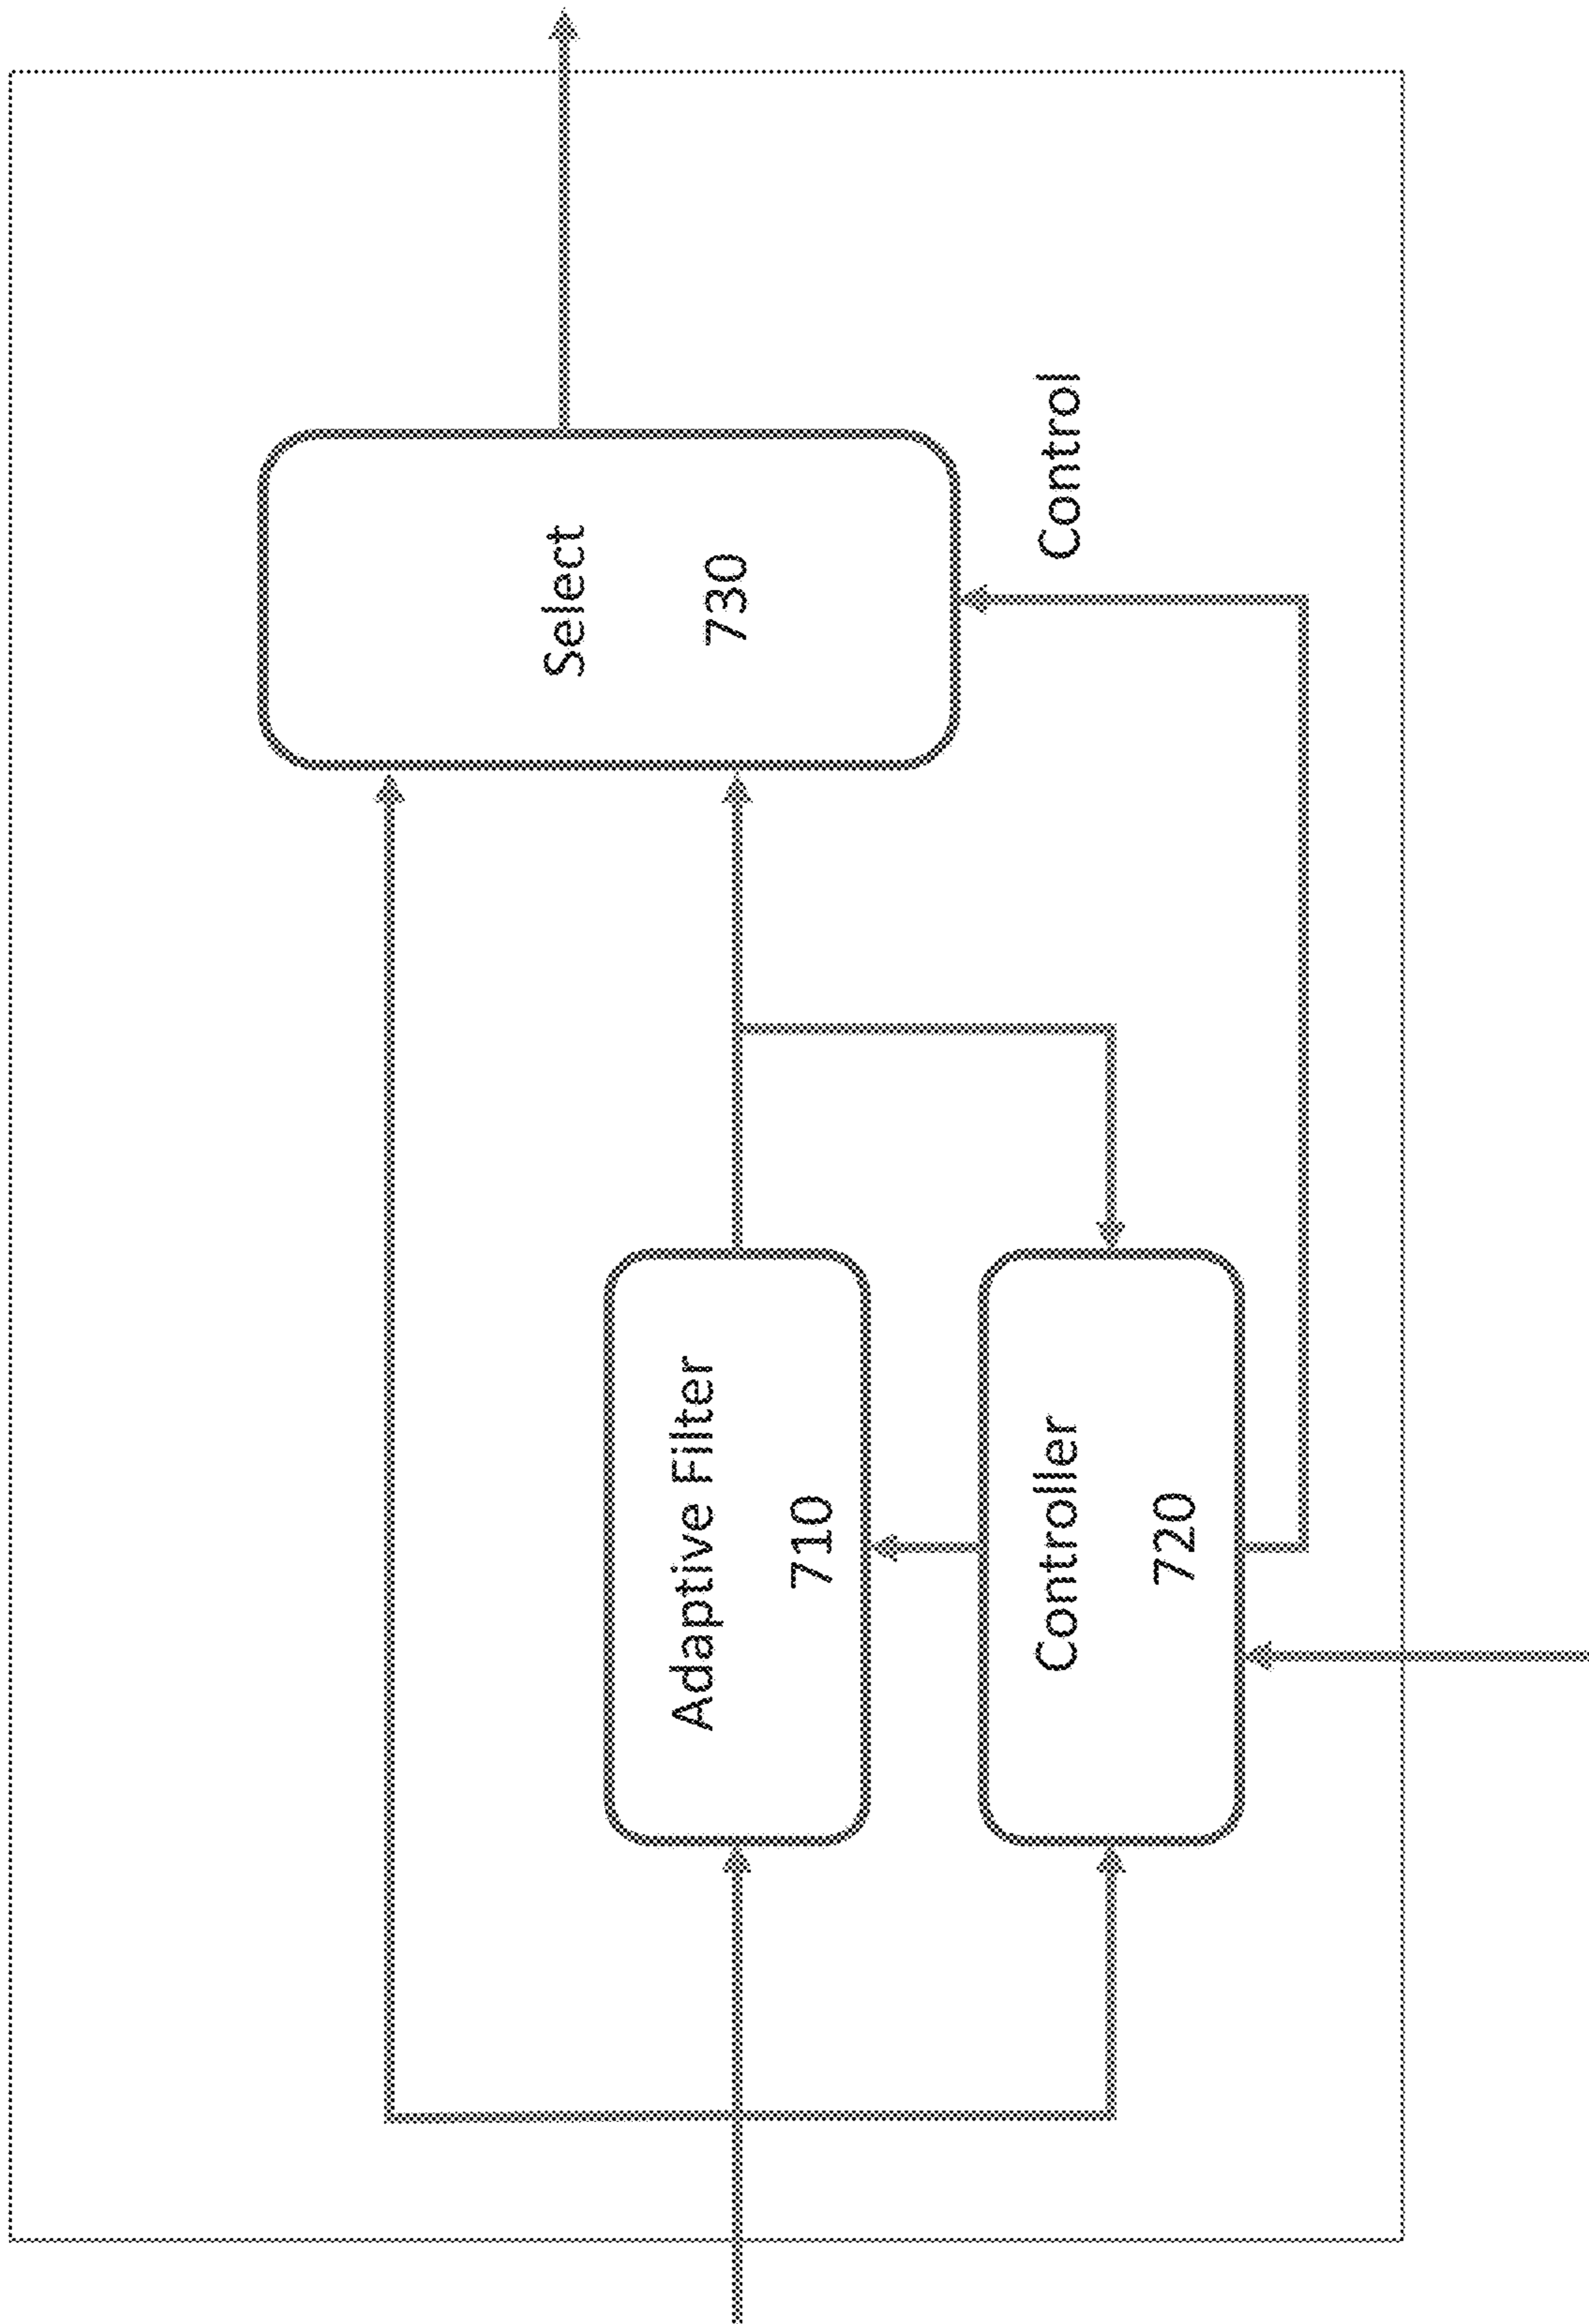 Adaptive Filter
710
Controller
720
Select
730
Control